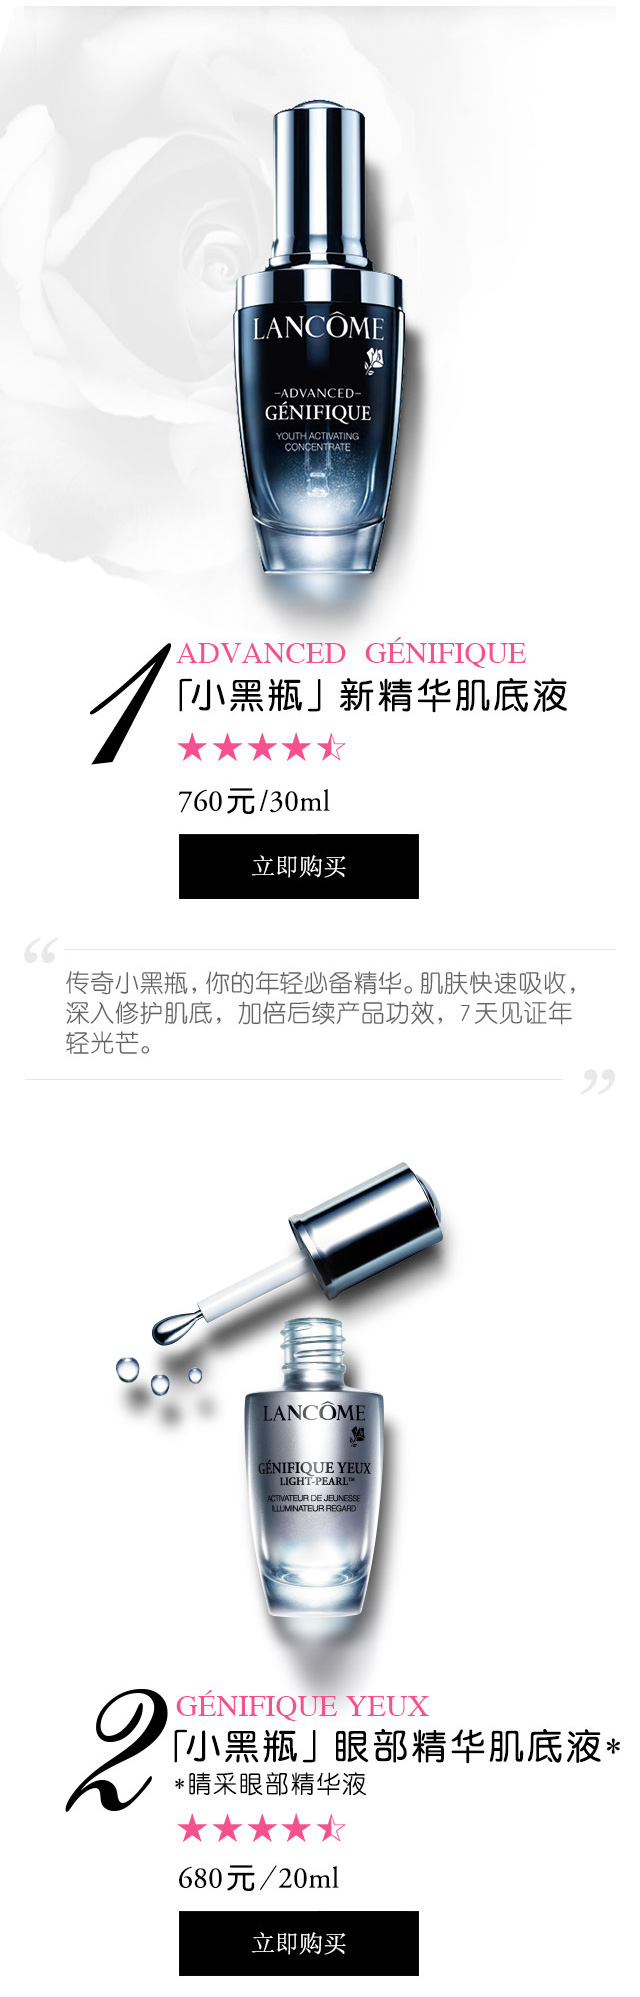 LANCÔME
-ADVANCED-
GÉNIFIQUE
YOUTH ACTIVATING
CONCENTRATE
1
ADVANCED GÉNIFIQUE
「小黑瓶」新精华肌底液
760元/30ml
立即购买
“
传奇小黑瓶，你的年轻必备精华。肌肤快速吸收，
深入修护肌底，加倍后续产品功效，7天见证年
轻光芒。
”
LANCÔME
GÉNIFIQUE YEUX
LIGHT-PEARL™
ACTIVATEUR DE JEUNESSE
ILLUMINATEUR REGARD
2
GÉNIFIQUE YEUX
「小黑瓶」眼部精华肌底液*
*睛采眼部精华液
680元/20ml
立即购买